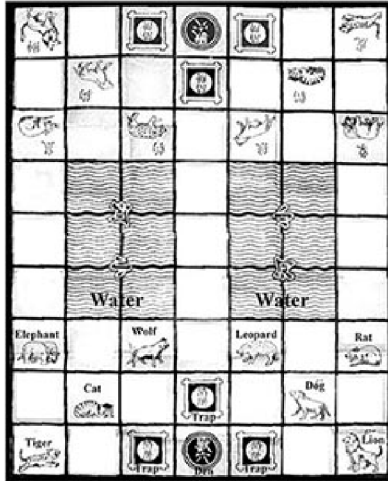 Water Water
Elephant Wolf Leopard Rat
Cat Dog
Trap
Tiger Trap Den Trap Lion